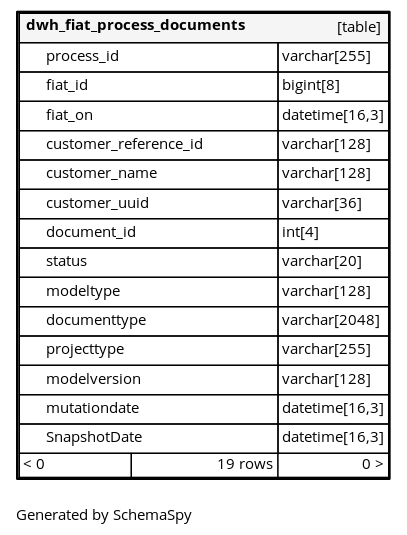 dwh_fiat_process_documents [table]
process_id varchar[255]
fiat_id bigint[8]
fiat_on datetime[16,3]
customer_reference_id varchar[128]
customer_name varchar[128]
customer_uuid varchar[36]
document_id int[4]
status varchar[20]
modeltype varchar[128]
documenttype varchar[2048]
projecttype varchar[255]
modelversion varchar[128]
mutationdate datetime[16,3]
SnapshotDate datetime[16,3]
< 0 19 rows 0 >
Generated by SchemaSpy